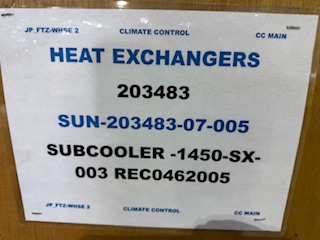 JP_FTZ-WHSE 2 CLIMATE CONTROL CC MAIN
HEAT EXCHANGERS
203483
SUN-203483-07-005
SUBCOOLER -1450-SX-
003 REC0462005
JP_FTZ-WHSE 2 CLIMATE CONTROL CC MAIN